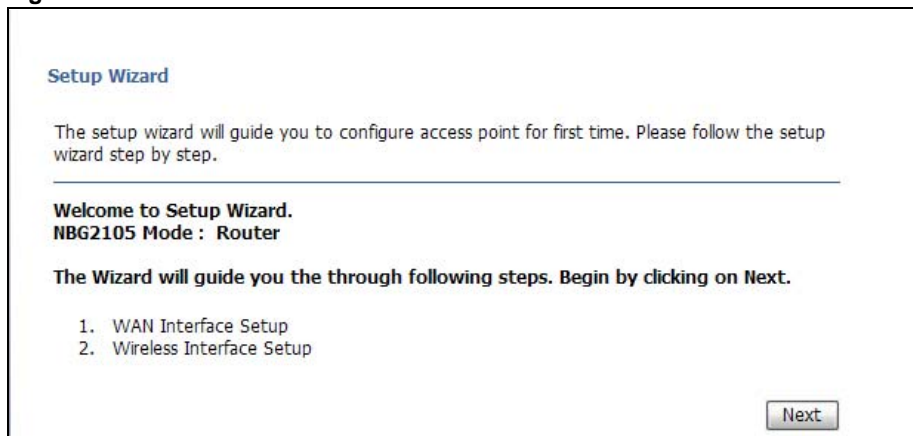 Setup Wizard
The setup wizard will guide you to configure access point for first time. Please follow the setup
wizard step by step.
Welcome to Setup Wizard.
NBG2105 Mode : Router
The Wizard will guide you the through following steps. Begin by clicking on Next.
1. WAN Interface Setup
2. Wireless Interface Setup
Next